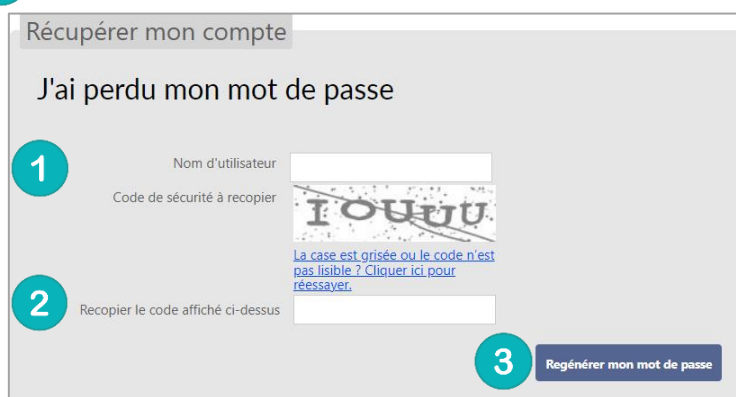 Récupérer mon compte
J'ai perdu mon mot de passe
1
Nom d'utilisateur
Code de sécurité à recopier
IOUUU
La case est grisée ou le code n'est
pas lisible ? Cliquer ici pour
réessayer.
2
Recopier le code affiché ci-dessus
3
Regénérer mon mot de passe